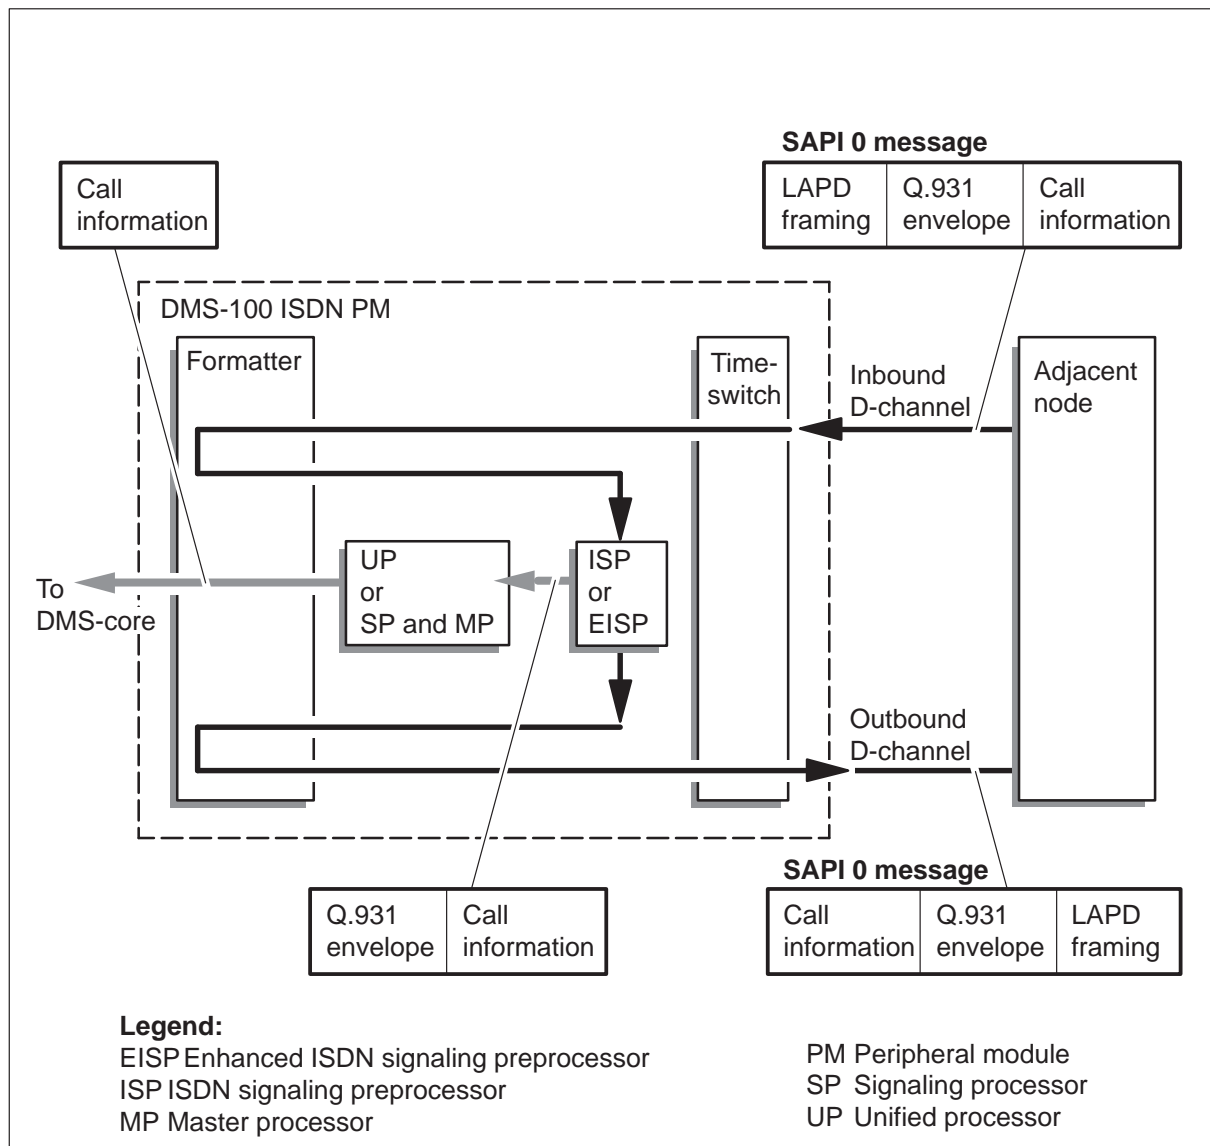 SAPI 0 message
Call
information
LAPD
framing
Q.931
envelope
Call
information
DMS-100 ISDN PM
Formatter
Time-
switch
Inbound
D-channel
Adjacent
node
UP
or
SP and MP
ISP
or
EISP
To
DMS-core
Outbound
D-channel
SAPI 0 message
Q.931
envelope
Call
information
Call
information
Q.931
envelope
LAPD
framing
Legend:
EISP Enhanced ISDN signaling preprocessor
ISP ISDN signaling preprocessor
MP Master processor
PM Peripheral module
SP Signaling processor
UP Unified processor